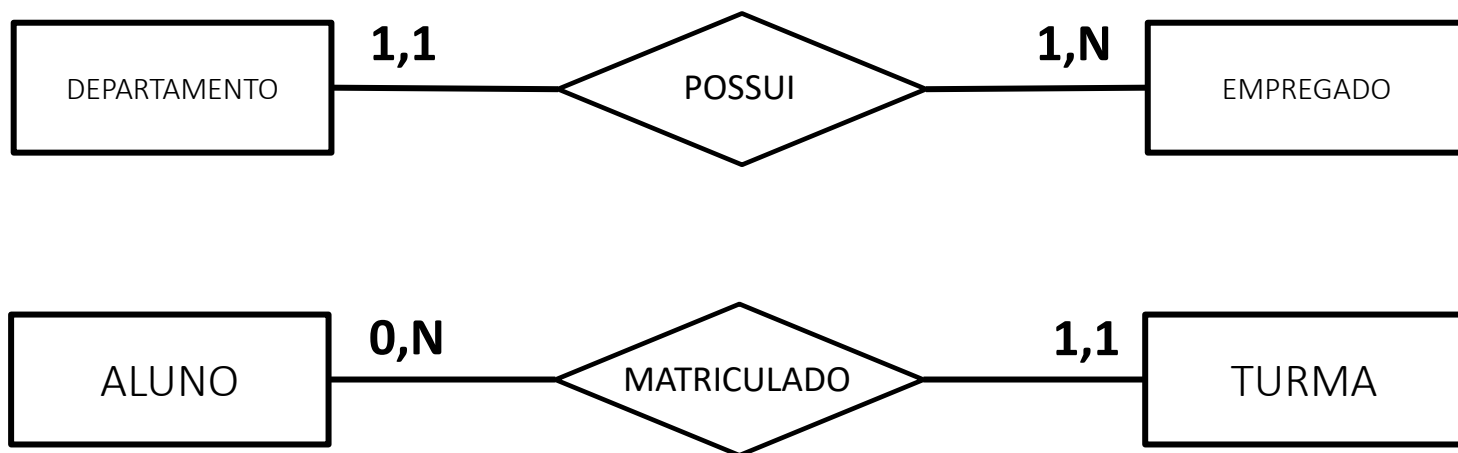 1,1
1,N
DEPARTAMENTO
POSSUI
EMPREGADO
0,N
1,1
ALUNO
MATRICULADO
TURMA